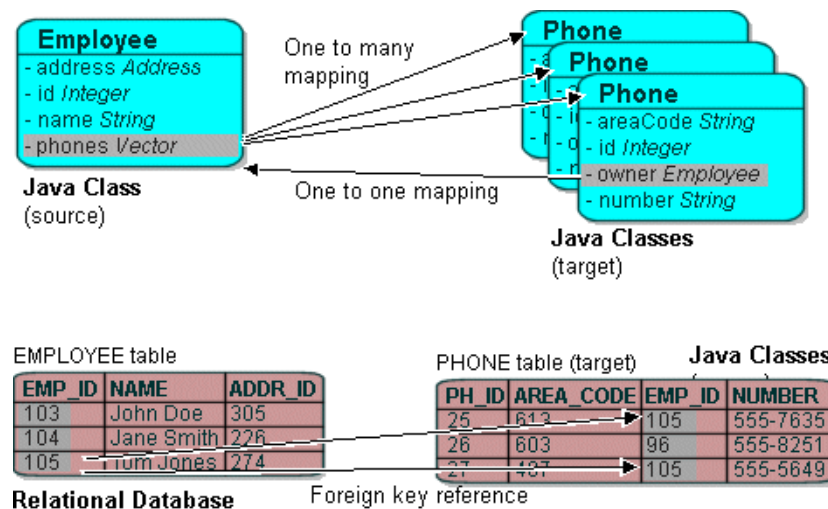 Employee
- address Address
- id Integer
- name String
- phones Vector
Java Class
(source)
One to many
mapping
One to one mapping
Phone
Phone
Phone
- areaCode String
- id Integer
- owner Employee
- number String
Java Classes
(target)
EMPLOYEE table
EMP_ID NAME ADDR_ID
103 John Doe 305
104 Jane Smith 226
105 Tom Jones 274
Relational Database
Foreign key reference
PHONE table (target)
Java Classes
PH_ID AREA_CODE EMP_ID NUMBER
25 613 105 555-7635
26 603 96 555-8251
27 105 555-5649